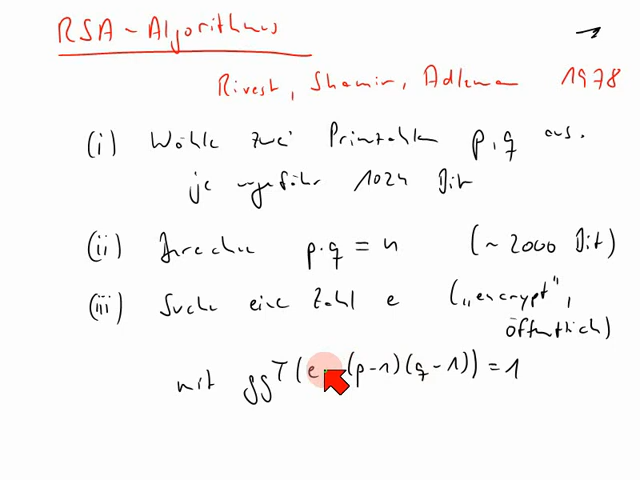 RSA-Algorithmus
Rivest, Shamir, Adleman 1978
(i) Wähle zwei Primzahlen p, q aus.
je ungefähr 1024 Bit
(ii) Berechne p·q = n (~ 2000 Bit)
(iii) Suche eine Zahl e („encrypt",
öffentlich)
mit ggT(e, (p-1)(q-1)) = 1